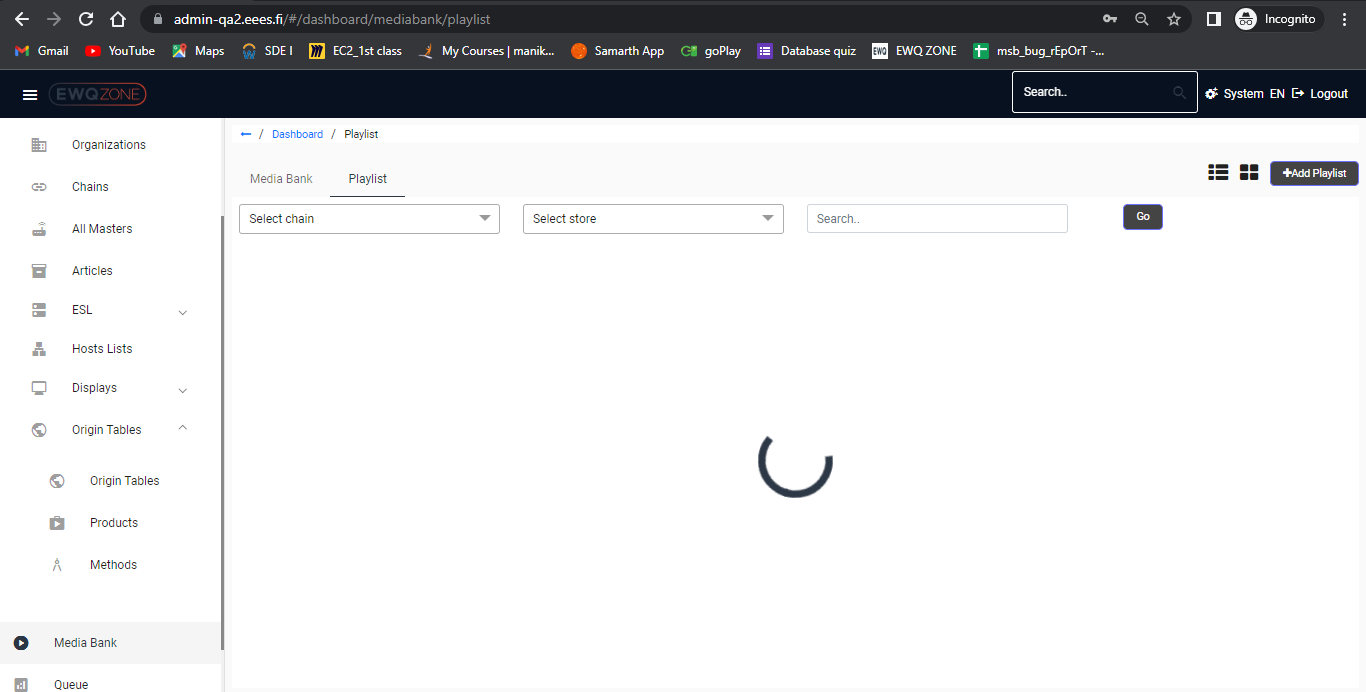 admin-qa2.eees.fi/#/dashboard/mediabank/playlist
Incognito
Gmail
YouTube
Maps
SDE I
EC2_1st class
My Courses | manik...
Samarth App
goPlay
Database quiz
EWQ
EWQ ZONE
msb_bug_rEpOrT -...
EWQZONE
Search..
System
EN
Logout
Organizations
Chains
All Masters
Articles
ESL
Hosts Lists
Displays
Origin Tables
Origin Tables
Products
Methods
Media Bank
Queue
/ Dashboard / Playlist
Media Bank
Playlist
+Add Playlist
Select chain
Select store
Search..
Go